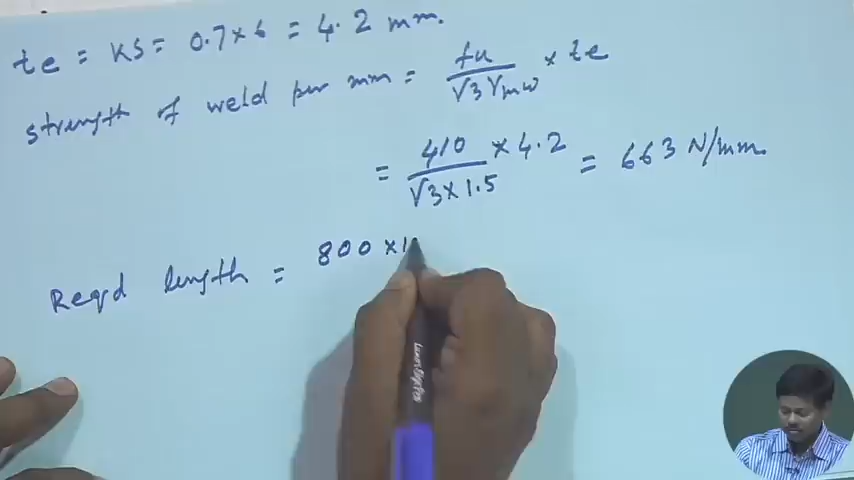 te = KS = 0.7×6 = 4.2 mm.
strength of weld per mm = fu / √3 γmw × te
= 410 / √3 × 1.5 × 4.2 = 663 N/mm.
Reqd length = 800 ×1